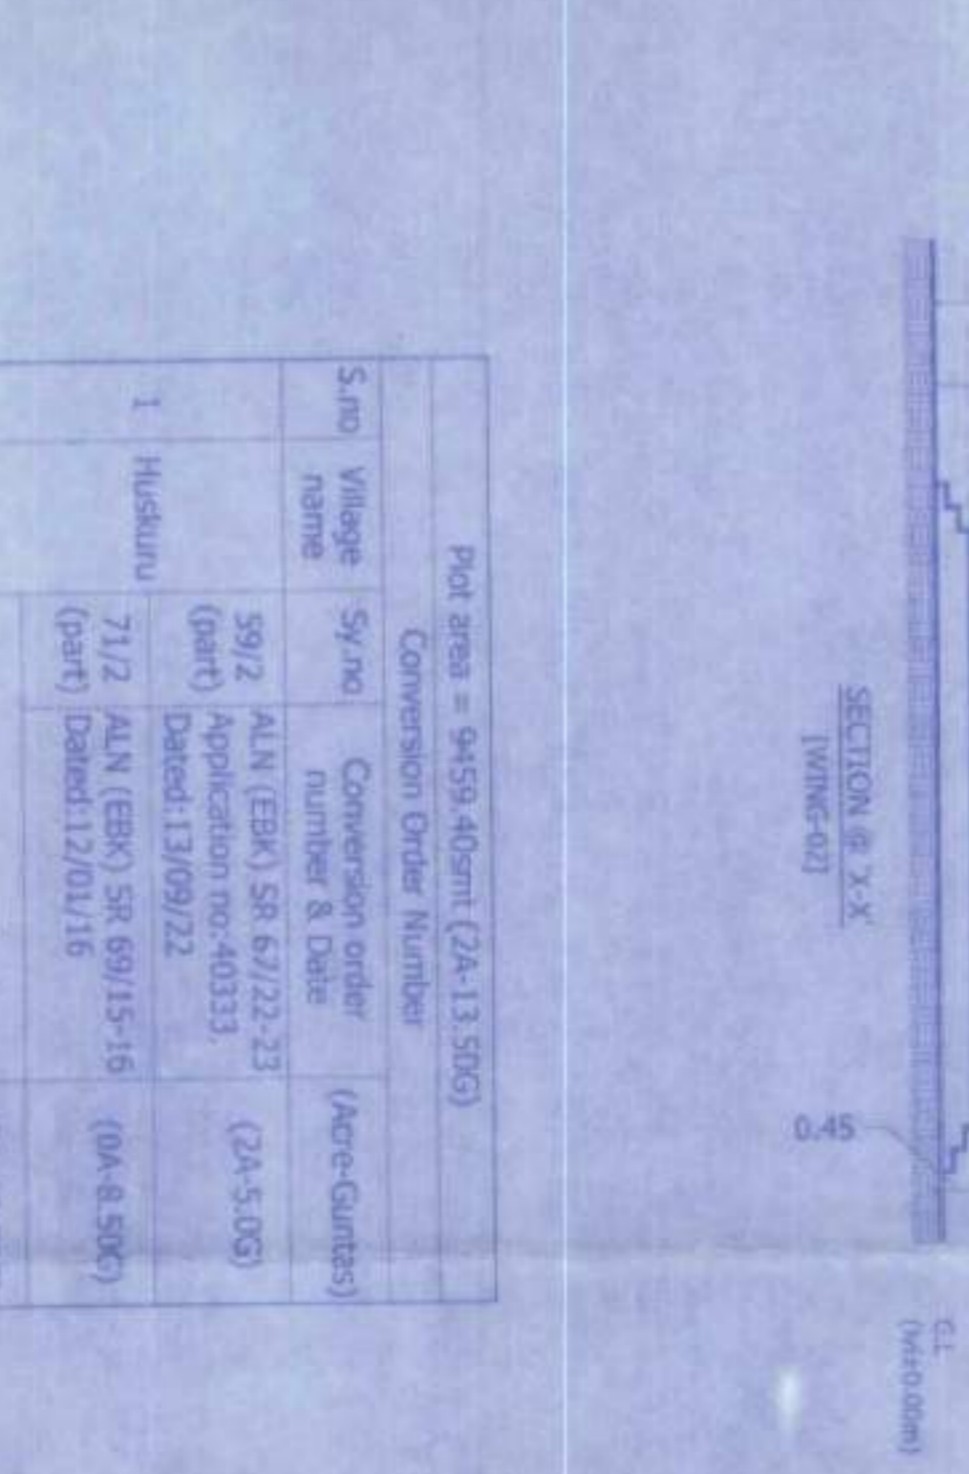 SECTION @ X-X'
[WING-02]
0.45
G.L
Plot area = 9459.40smt (2A-13.50G)
Conversion Order Number
S.no Village name Sy.no Conversion order number & Date (Acre-Guntas)
1 Huskuru
59/2 (part)
ALN (EBK) SR 67/22-23
Application no:40333,
Dated:13/09/22
(2A-5.0G)
71/2 (part)
ALN (EBK) SR 69/15-16
Dated:12/01/16
(0A-8.50G)